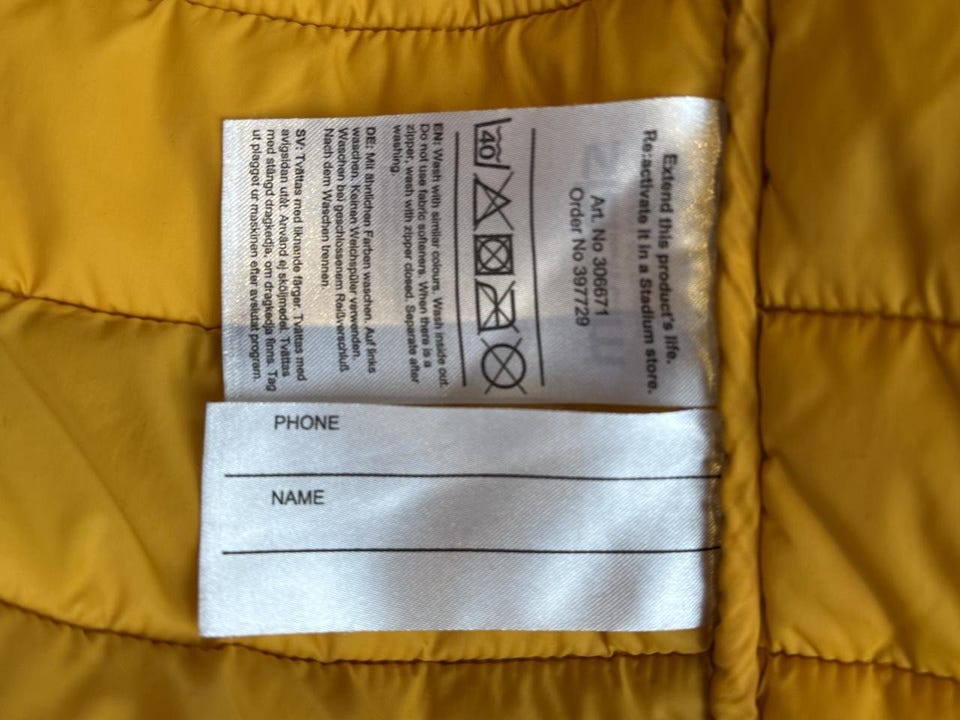 Extend this product's life.
Re:activate it in a Stadium store.
Art. No 306671
Order No 397729
40
EN: Wash with similar colours. Wash inside out.
Do not use fabric softeners. When there is a
zipper, wash with zipper closed. Separate after
washing.
DE: Mit ähnlichen Farben waschen. Auf links
waschen. Keinen Weichspüler verwenden.
Waschen bei geschlossenem Reißverschluß
Nach dem Waschen trennen.
SV: Tvättas med liknande färger. Tvättas med
avigsidan utåt. Använd ej sköljmedel. Tvättas
med stängd dragkedja, om dragkedja finns. Tag
ut plagget ur maskinen efter avslutat program.
PHONE
NAME